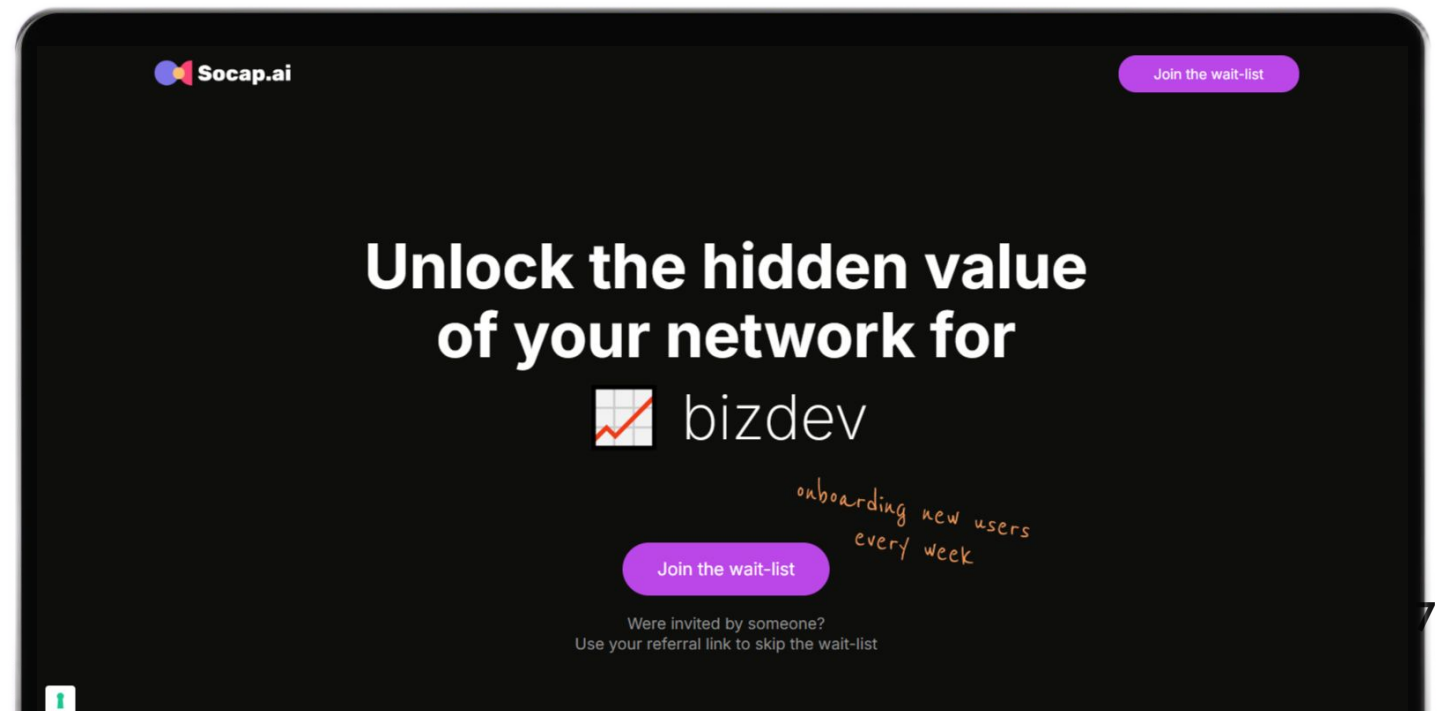 Socap.ai
Join the wait-list
Unlock the hidden value
of your network for
bizdev
onboarding new users
every week
Join the wait-list
Were invited by someone?
Use your referral link to skip the wait-list
7